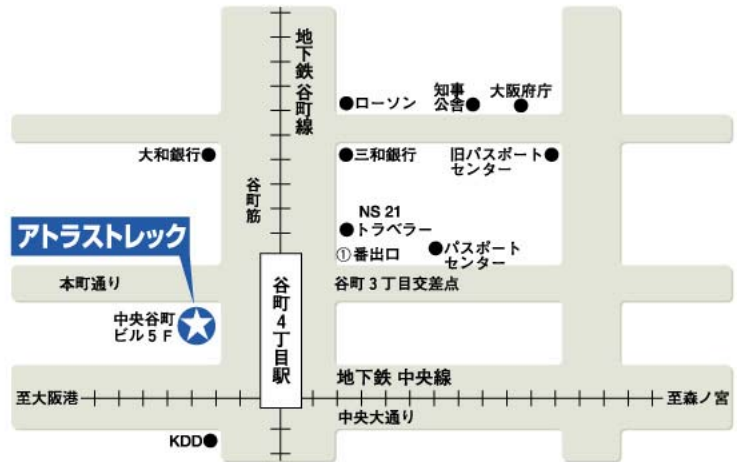 地下鉄 谷町線
ローソン
知事
公舎
大阪府庁
大和銀行
三和銀行
旧パスポート
センター
谷町筋
NS 21
トラベラー
①番出口
パスポート
センター
アトラストレック
本町通り
谷町3丁目交差点
中央谷町
ビル5F
谷町4丁目駅
地下鉄 中央線
至大阪港
至森ノ宮
中央大通り
KDD